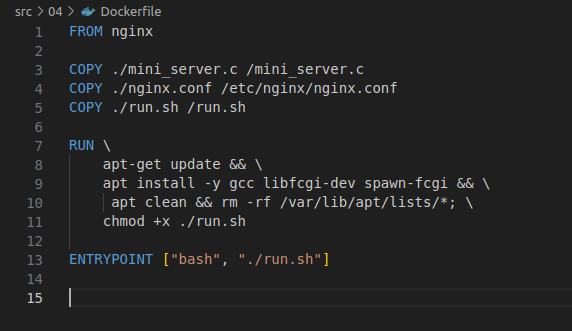 src > 04 > Dockerfile
1 FROM nginx
2
3 COPY ./mini_server.c /mini_server.c
4 COPY ./nginx.conf /etc/nginx/nginx.conf
5 COPY ./run.sh /run.sh
6
7 RUN \
8     apt-get update && \
9     apt install -y gcc libfcgi-dev spawn-fcgi && \
10      apt clean && rm -rf /var/lib/apt/lists/*; \
11     chmod +x ./run.sh
12
13 ENTRYPOINT ["bash", "./run.sh"]
14
15